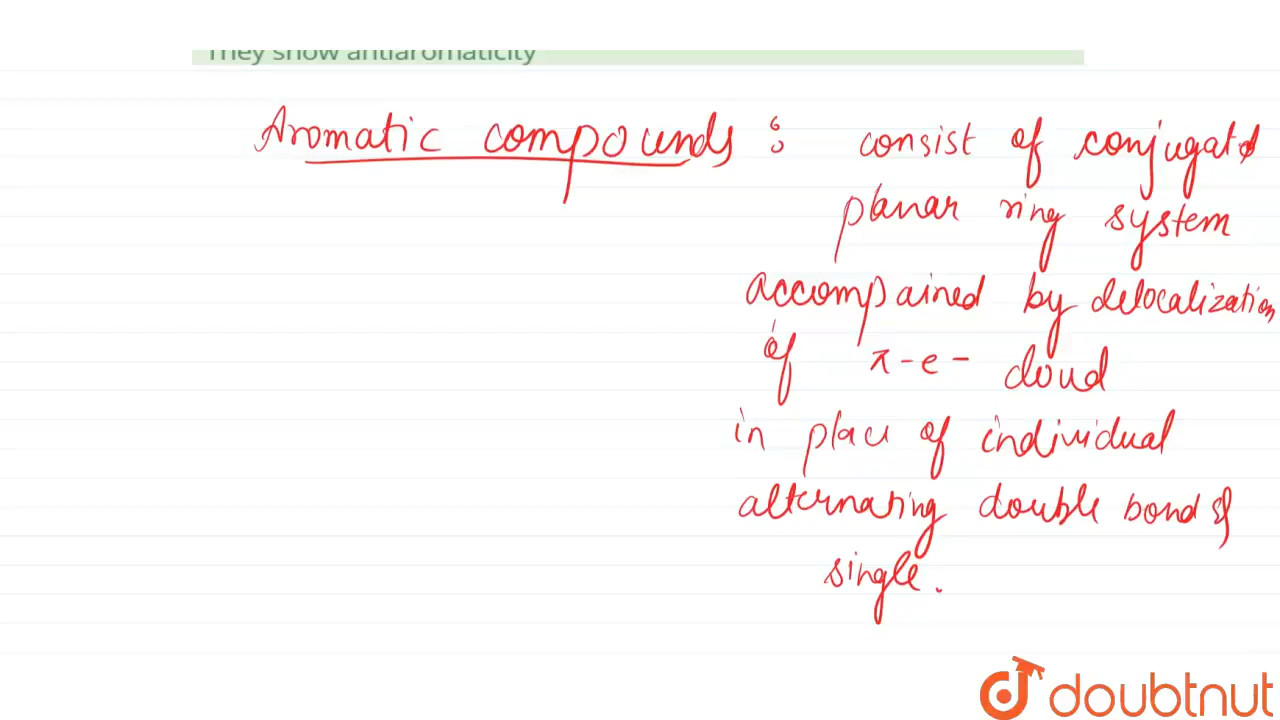 They show antiaromaticity
Aromatic compounds : consist of conjugated
planar ring system
accompained by delocalization
of π-e- cloud
in place of individual
alternating double bond &
single.
doubtnut